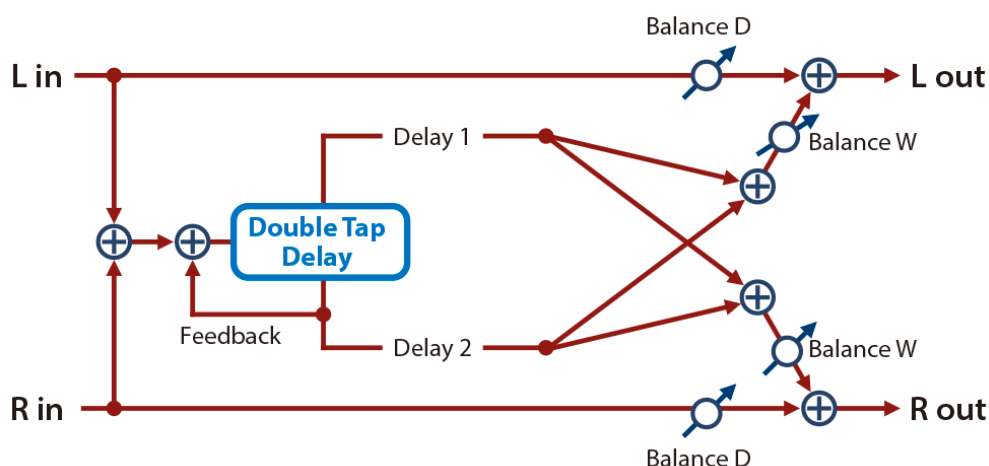 Balance D
L in
L out
Delay 1
Balance W
Double Tap
Delay
Feedback
Delay 2
Balance W
R in
R out
Balance D